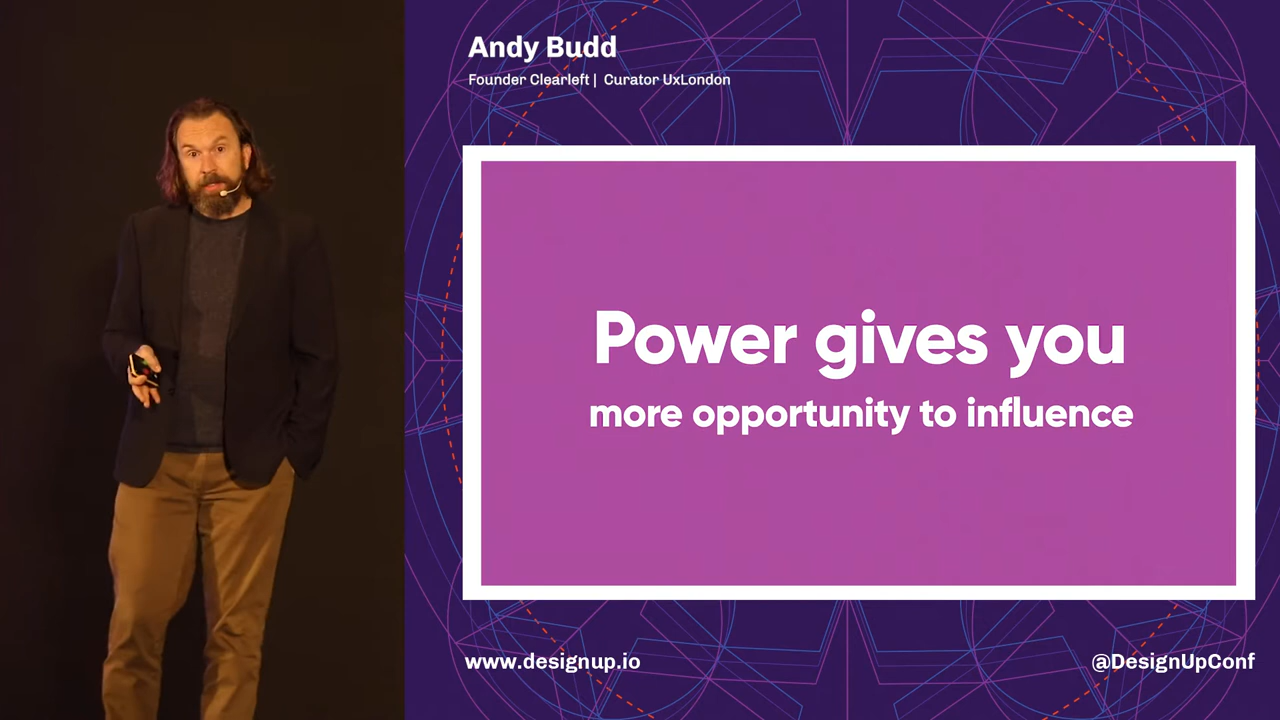 Andy Budd
Founder Clearleft | Curator UxLondon
Power gives you
more opportunity to influence
www.designup.io
@DesignUpConf